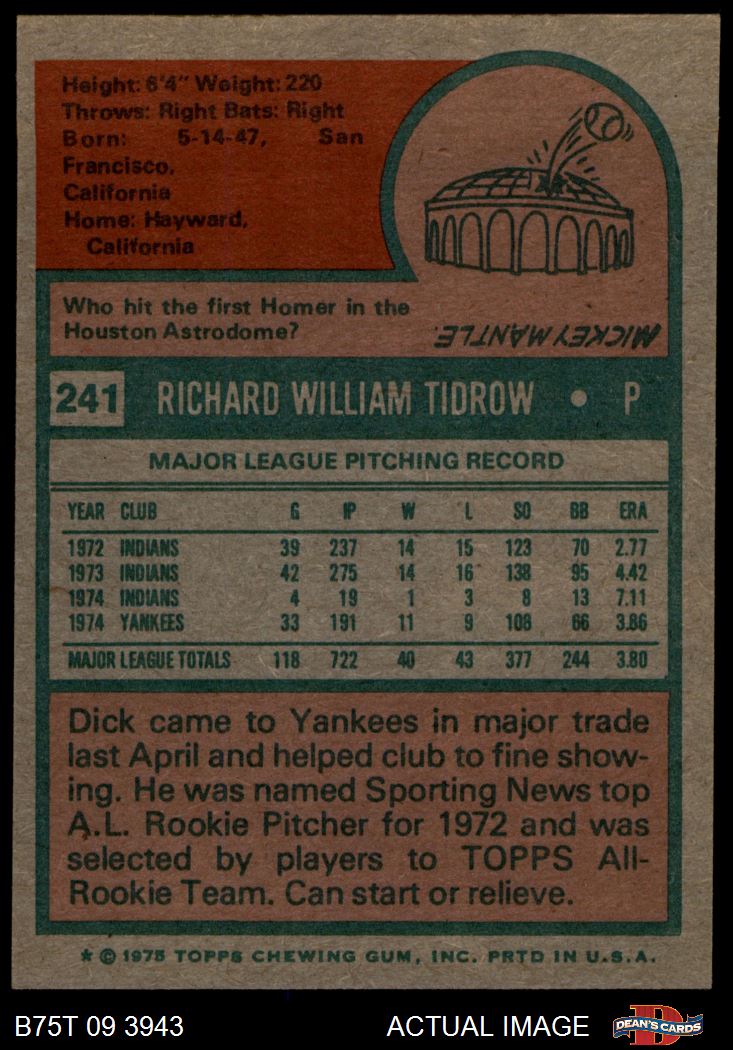 Height: 6'4" Weight: 220
Throws: Right Bats: Right
Born: 5-14-47, San
Francisco,
California
Home: Hayward,
California
Who hit the first Homer in the
Houston Astrodome?
MICKEY MANTLE.
241 RICHARD WILLIAM TIDROW • P
MAJOR LEAGUE PITCHING RECORD
YEAR CLUB G IP W L SO BB ERA
1972 INDIANS 39 237 14 15 123 70 2.77
1973 INDIANS 42 275 14 16 138 95 4.42
1974 INDIANS 4 19 1 3 8 13 7.11
1974 YANKEES 33 191 11 9 108 66 3.86
MAJOR LEAGUE TOTALS 118 722 40 43 377 244 3.80
Dick came to Yankees in major trade
last April and helped club to fine show-
ing. He was named Sporting News top
A.L. Rookie Pitcher for 1972 and was
selected by players to TOPPS All-
Rookie Team. Can start or relieve.
* © 1975 TOPPS CHEWING GUM, INC. PRTD IN U.S.A.
B75T 09 3943 ACTUAL IMAGE DEAN'S CARDS